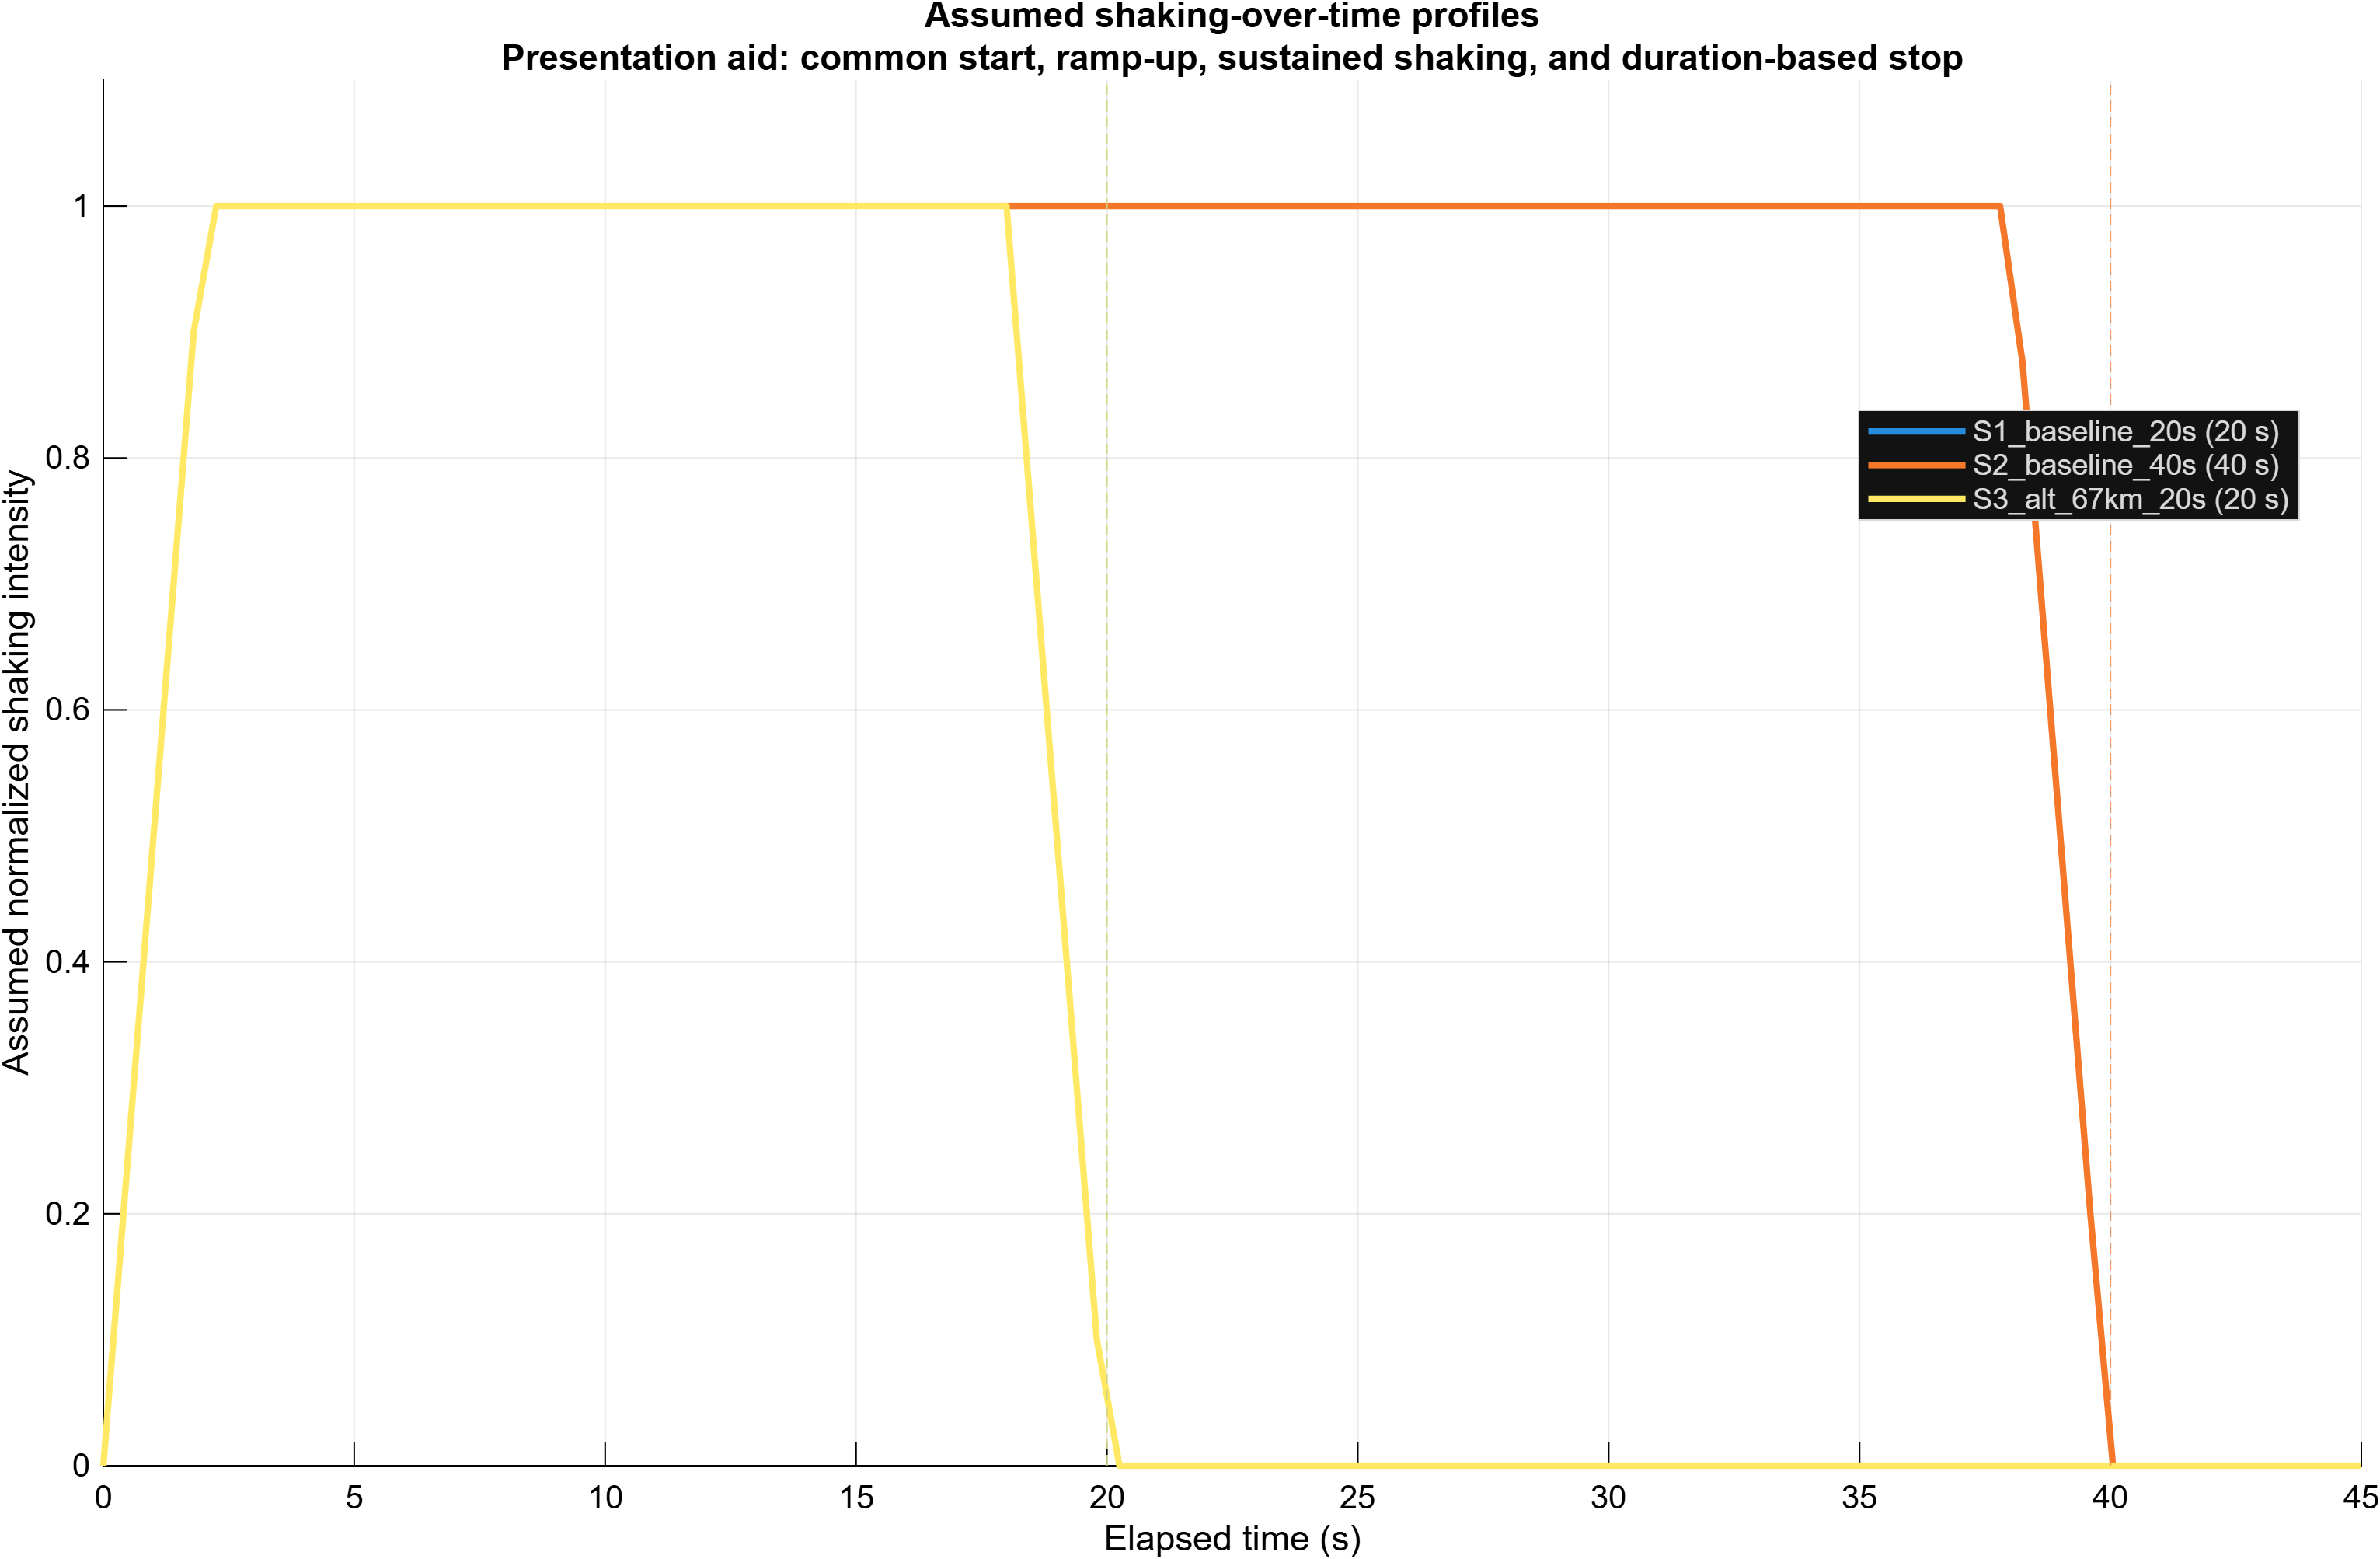 Assumed shaking-over-time profiles
Presentation aid: common start, ramp-up, sustained shaking, and duration-based stop
Assumed normalized shaking intensity
1
0.8
0.6
0.4
0.2
0
S1_baseline_20s (20 s)
S2_baseline_40s (40 s)
S3_alt_67km_20s (20 s)
0 5 10 15 20 25 30 35 40 45
Elapsed time (s)